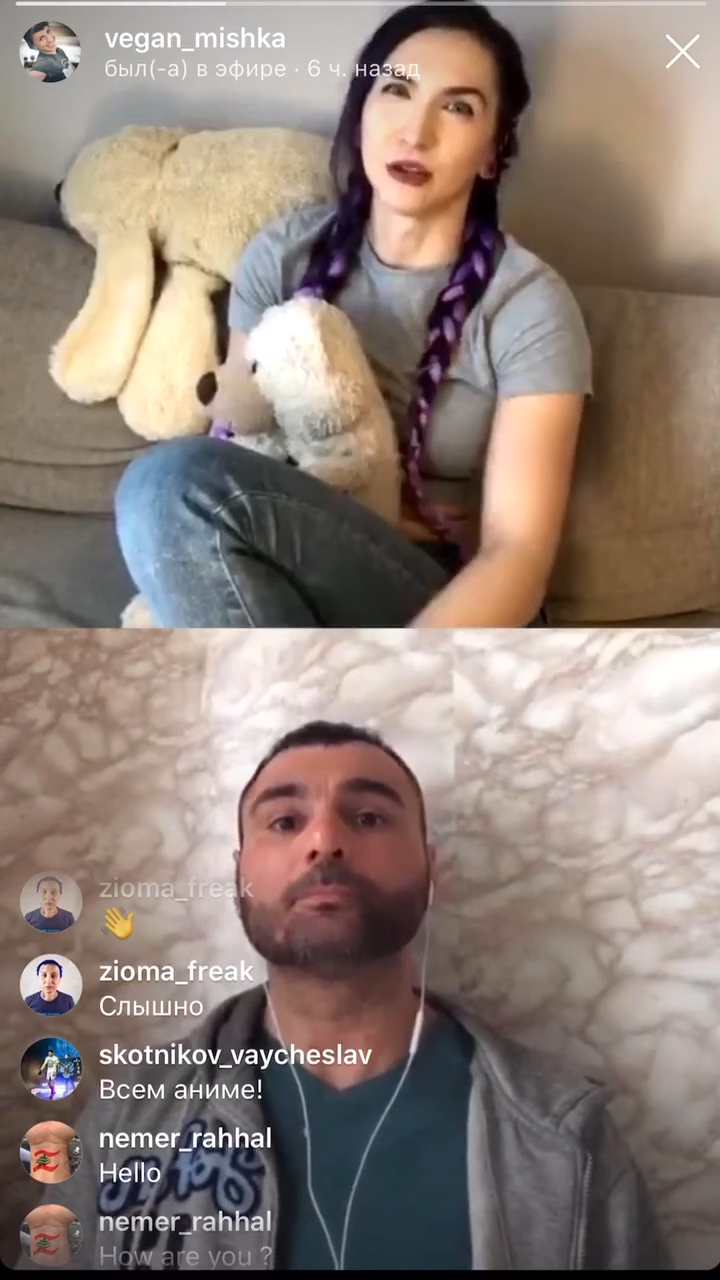 vegan_mishka
был(-а) в эфире · 6 ч. назад
zioma_freak
👋
zioma_freak
Слышно
skotnikov_vaycheslav
Всем аниме!
nemer_rahhal
Hello
nemer_rahhal
How are you ?